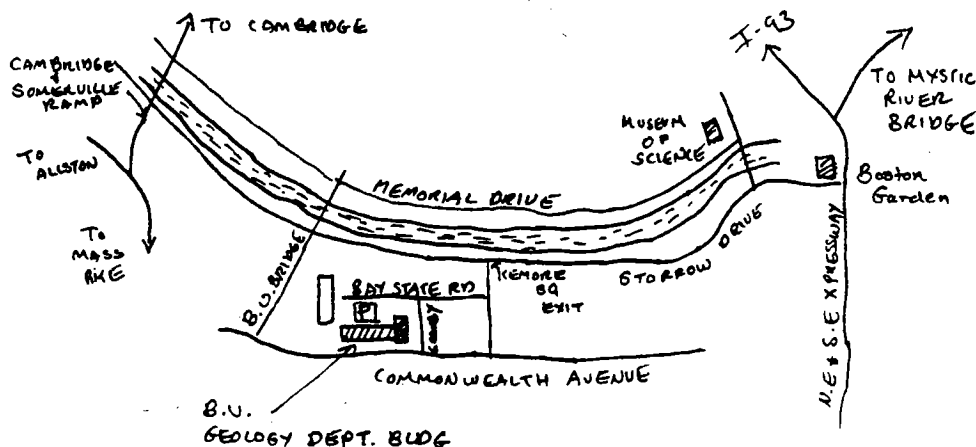 TO CAMBRIDGE
CAMBRIDGE
&
SOMERVILLE
RAMP
TO
ALLSTON
TO
MASS
PIKE
I-93
TO MYSTIC
RIVER
BRIDGE
MUSEUM
OF
SCIENCE
Boston
Garden
MEMORIAL DRIVE
STORROW DRIVE
B.U. BRIDGE
KENMORE
SQ
EXIT
BAY STATE RD
P
N.E & S.E XPRESSWAY
COMMONWEALTH AVENUE
B.U.
GEOLOGY DEPT. BLDG